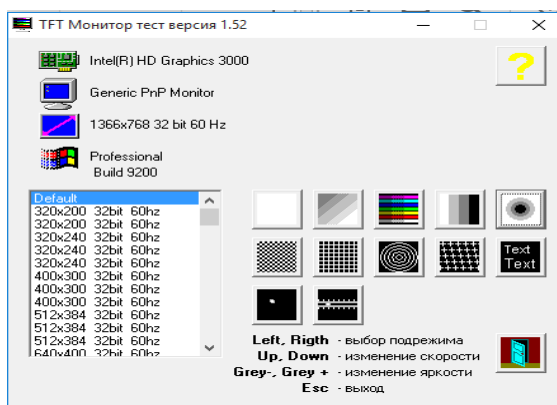 TFT Монитор тест версия 1.52
Intel(R) HD Graphics 3000
Generic PnP Monitor
1366x768 32 bit 60 Hz
Professional
Build 9200
Default
320x200 32bit 60hz
320x200 32bit 60hz
320x240 32bit 60hz
320x240 32bit 60hz
320x240 32bit 60hz
400x300 32bit 60hz
400x300 32bit 60hz
400x300 32bit 60hz
512x384 32bit 60hz
512x384 32bit 60hz
512x384 32bit 60hz
640x400 32bit 60hz
Text
Text
Left, Rigth - выбор подрежима
Up, Down - изменение скорости
Grey-, Grey + - изменение яркости
Esc - выход